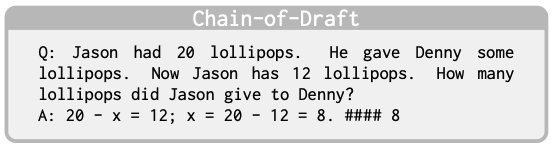 Chain-of-Draft
Q: Jason had 20 lollipops. He gave Denny some
lollipops. Now Jason has 12 lollipops. How many
lollipops did Jason give to Denny?
A: 20 - x = 12; x = 20 - 12 = 8. #### 8